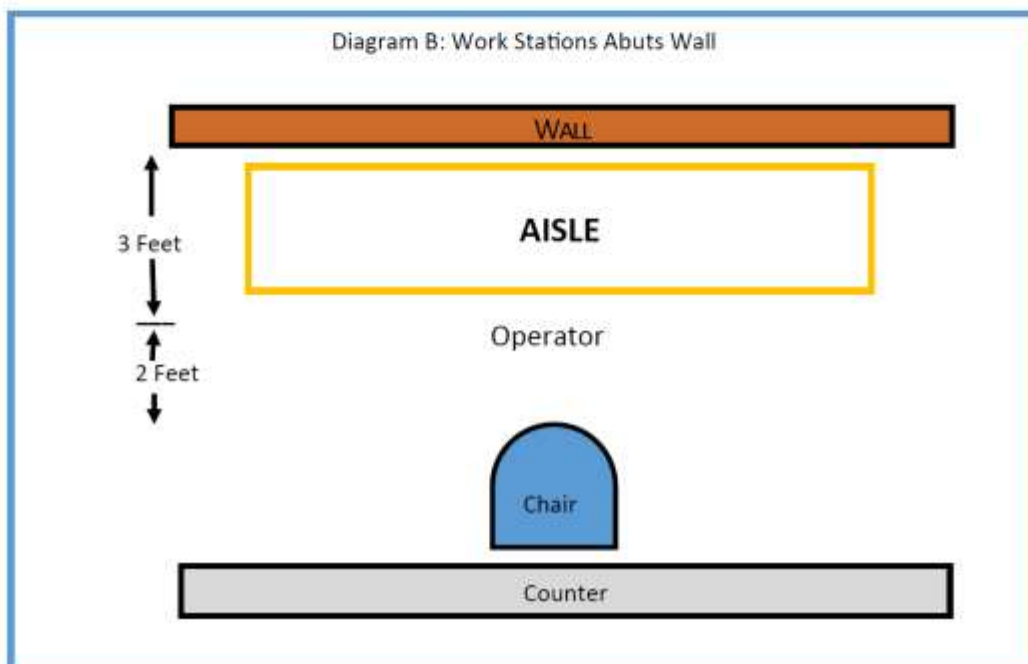 Diagram B: Work Stations Abuts Wall
WALL
AISLE
3 Feet
Operator
2 Feet
Chair
Counter